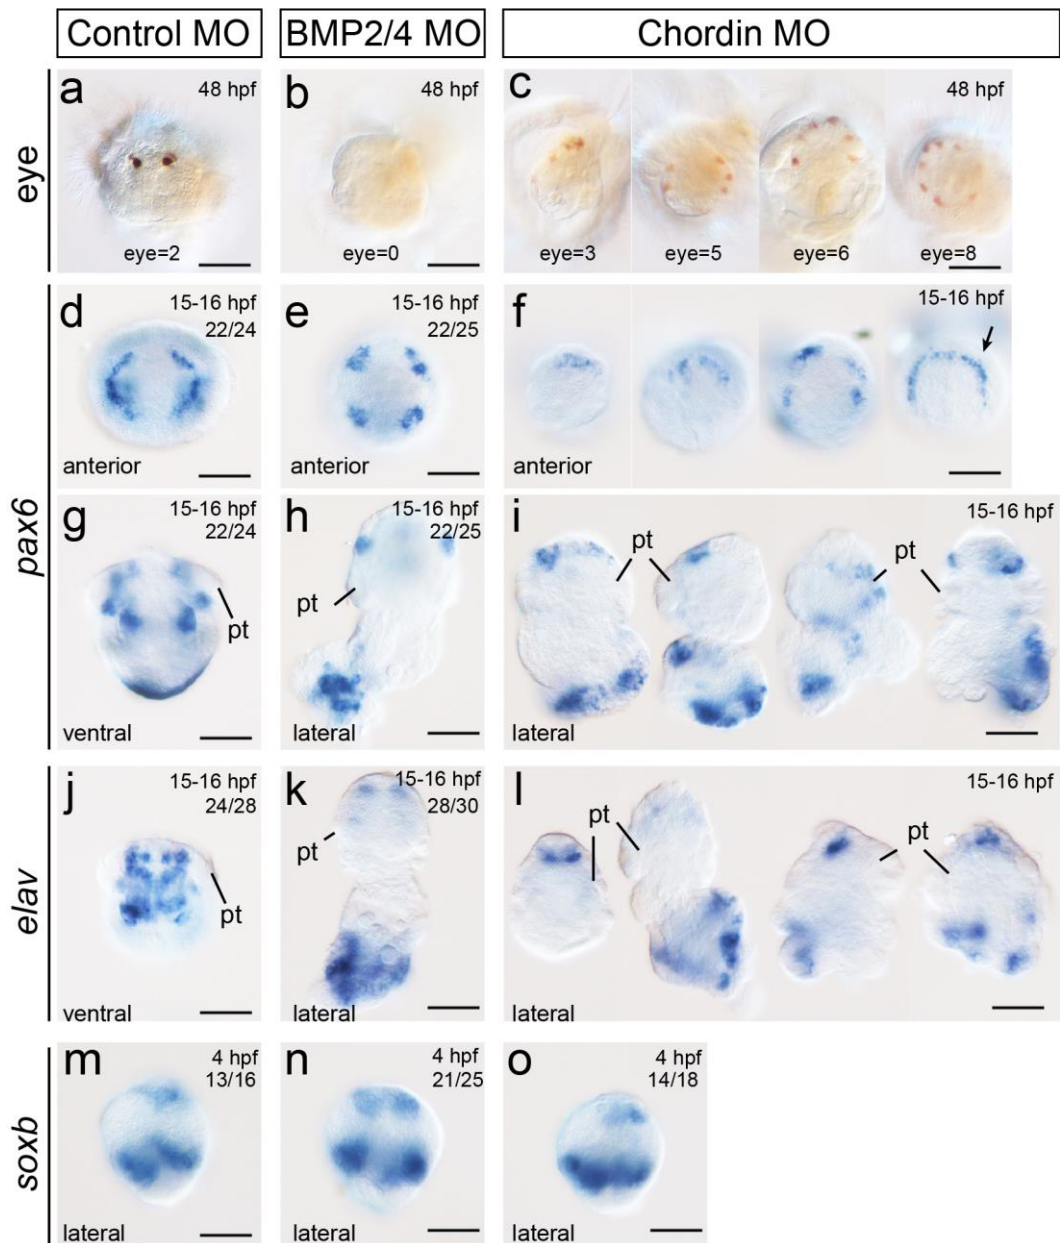 Control MO
BMP2/4 MO
Chordin MO
eye
a
48 hpf
eye=2
b
48 hpf
eye=0
c
48 hpf
eye=3
eye=5
eye=6
eye=8
pax6
d
15-16 hpf
22/24
anterior
e
15-16 hpf
22/25
f
15-16 hpf
anterior
g
15-16 hpf
22/24
pt
ventral
h
15-16 hpf
22/25
pt
lateral
i
15-16 hpf
pt
pt
lateral
elav
j
15-16 hpf
24/28
pt
ventral
k
15-16 hpf
28/30
pt
lateral
l
15-16 hpf
pt
pt
lateral
soxb
m
4 hpf
13/16
lateral
n
4 hpf
21/25
lateral
o
4 hpf
14/18
lateral